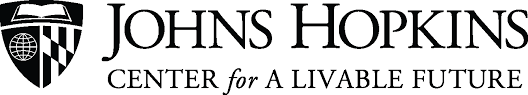 JOHNS HOPKINS
CENTER for A LIVABLE FUTURE